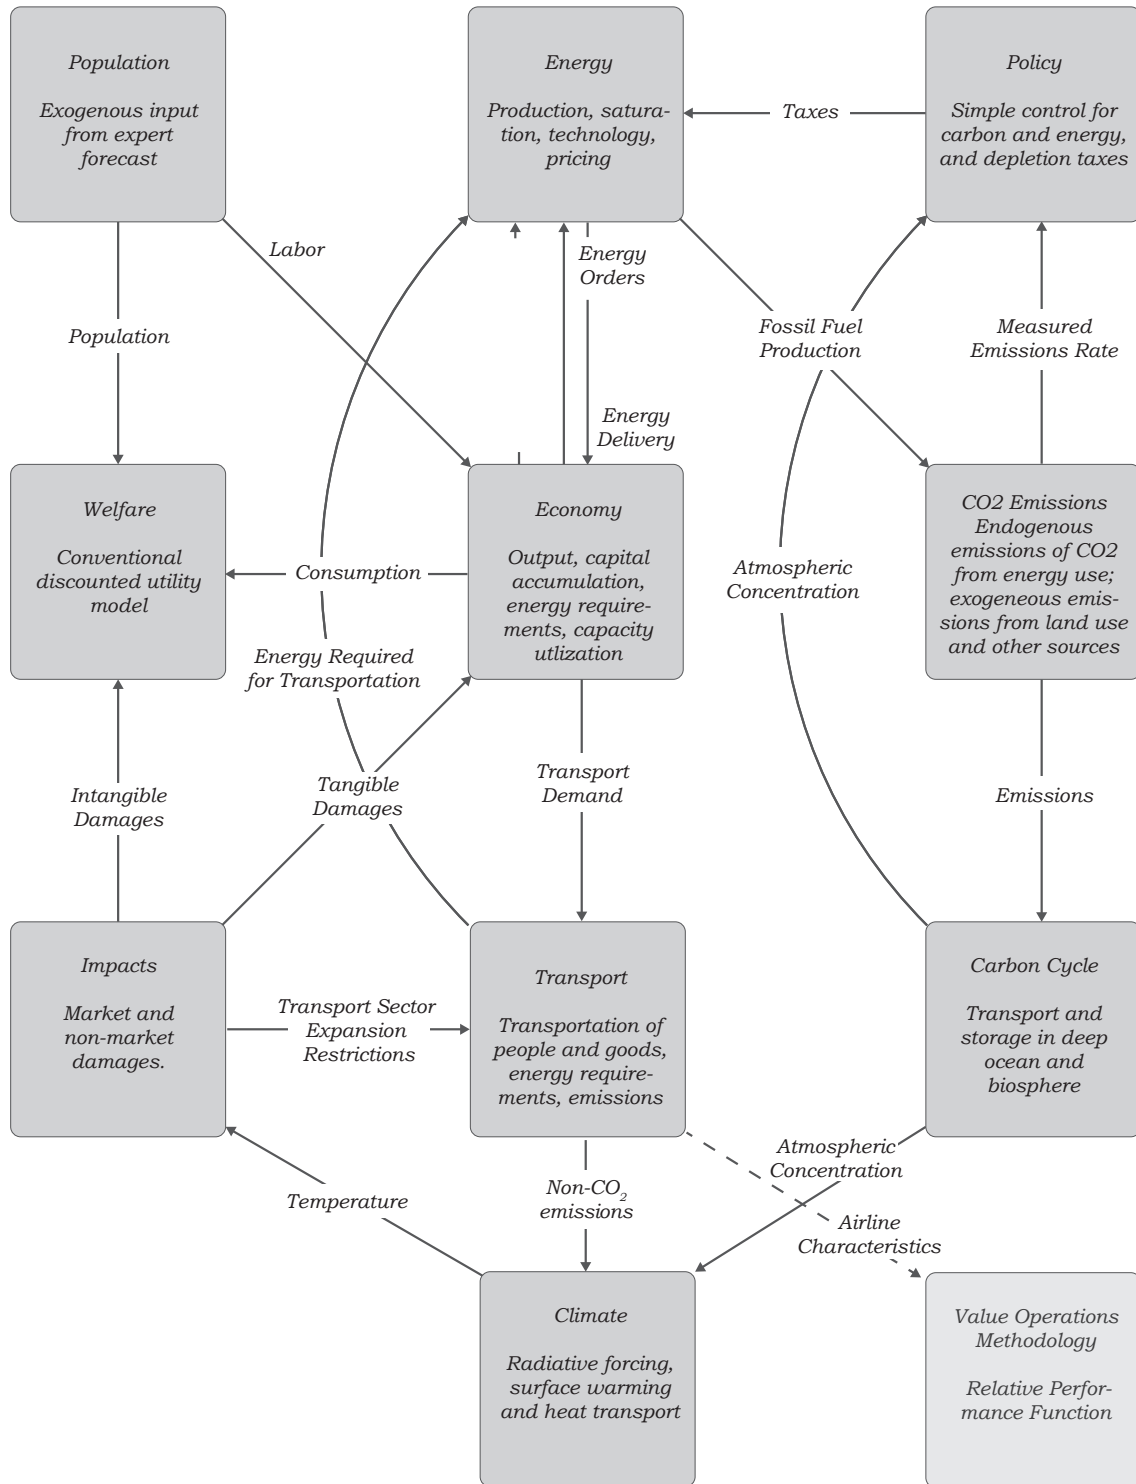 Population
Exogenous input
from expert
forecast
Energy
Production, satura-
tion, technology,
pricing
Taxes
Policy
Simple control for
carbon and energy,
and depletion taxes
Labor
Energy
Orders
Population
Fossil Fuel
Production
Measured
Emissions Rate
Energy
Delivery
Welfare
Conventional
discounted utility
model
Consumption
Economy
Output, capital
accumulation,
energy require-
ments, capacity
utlization
Atmospheric
Concentration
CO2 Emissions
Endogenous
emissions of CO2
from energy use;
exogeneous emis-
sions from land use
and other sources
Energy Required
for Transportation
Intangible
Damages
Tangible
Damages
Transport
Demand
Emissions
Impacts
Market and
non-market
damages.
Transport Sector
Expansion
Restrictions
Transport
Transportation of
people and goods,
energy require-
ments, emissions
Carbon Cycle
Transport and
storage in deep
ocean and
biosphere
Temperature
Non-CO₂
emissions
Atmospheric
Concentration
Airline
Characteristics
Climate
Radiative forcing,
surface warming
and heat transport
Value Operations
Methodology
Relative Perfor-
mance Function